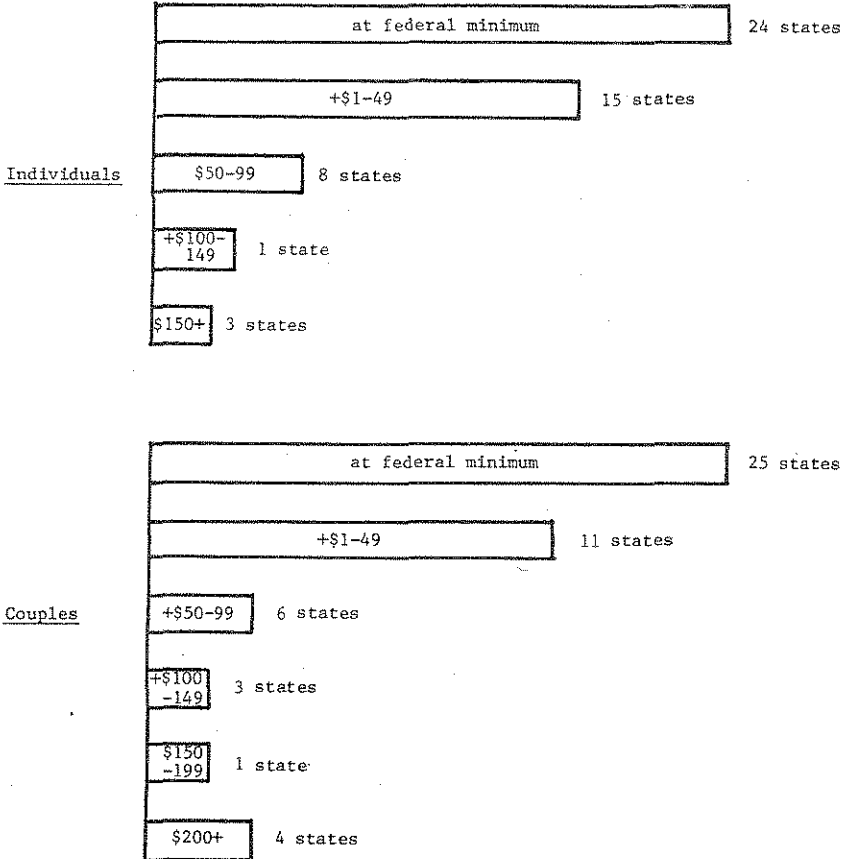 at federal minimum 24 states
+$1-49 15 states
Individuals $50-99 8 states
+$100-
149 1 state
$150+ 3 states
at federal minimum 25 states
+$1-49 11 states
Couples +$50-99 6 states
+$100
-149 3 states
$150
-199 1 state
$200+ 4 states